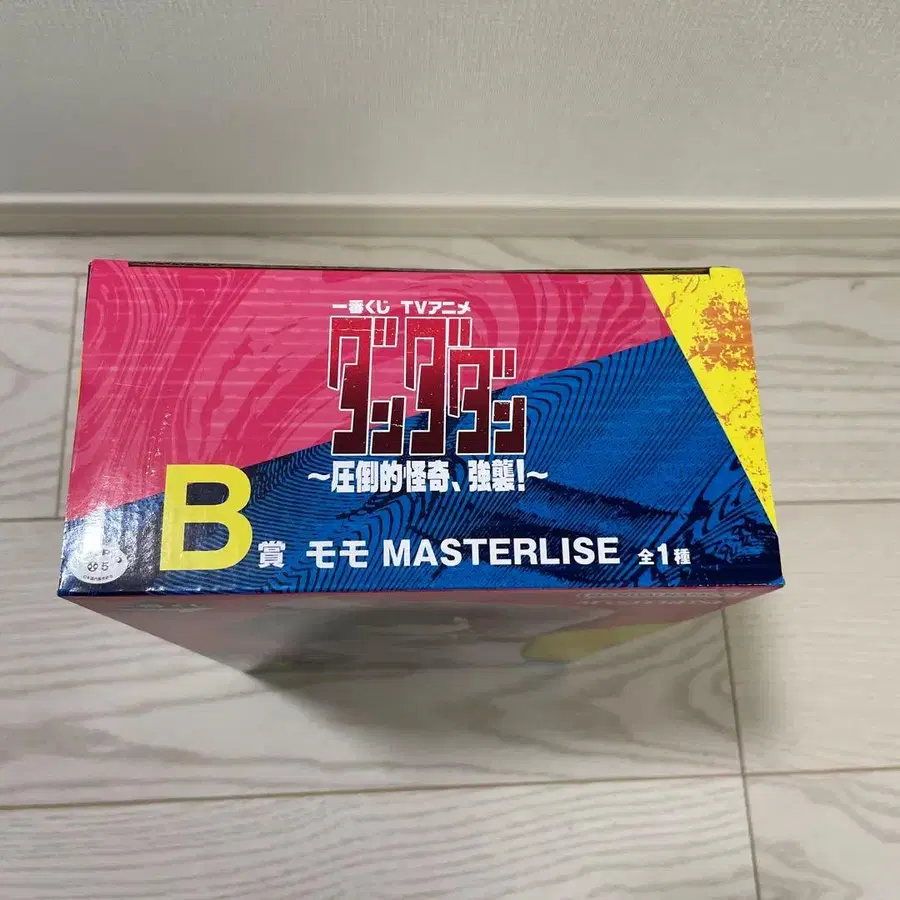 一番くじ TVアニメ
ダンダダン
～圧倒的怪奇、強襲!～
B賞 モモ MASTERLISE 全1種